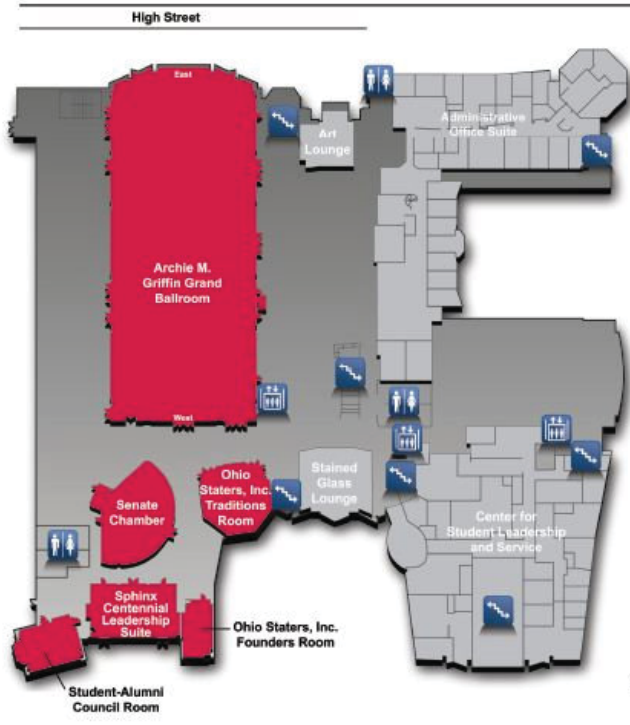 High Street
East
Art
Lounge
Administrative
Office Suite
Archie M.
Griffin Grand
Ballroom
West
Ohio
Staters, Inc.
Traditions
Room
Stained
Glass
Lounge
Senate
Chamber
Center for
Student Leadership
and Service
Sphinx
Centennial
Leadership
Suite
Ohio Staters, Inc.
Founders Room
Student-Alumni
Council Room